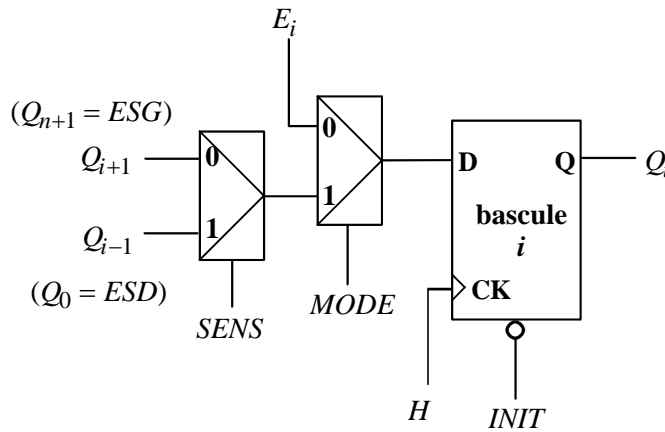 E_i
(Q_{n+1} = ESG)
0
Q_{i+1}
0
D
Q
Q_i
1
bascule
i
Q_{i−1}
1
(Q_0 = ESD)
CK
MODE
SENS
H
INIT